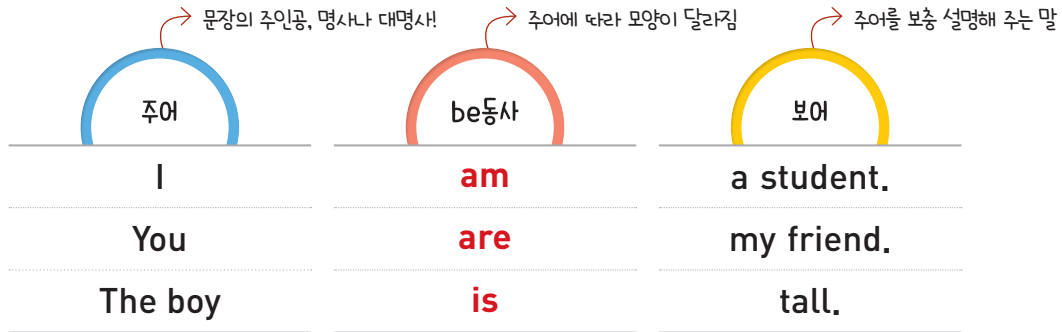 문장의 주인공, 명사나 대명사! 주어에 따라 모양이 달라짐 주어를 보충 설명해 주는 말
주어 be동사 보어
I am a student.
You are my friend.
The boy is tall.